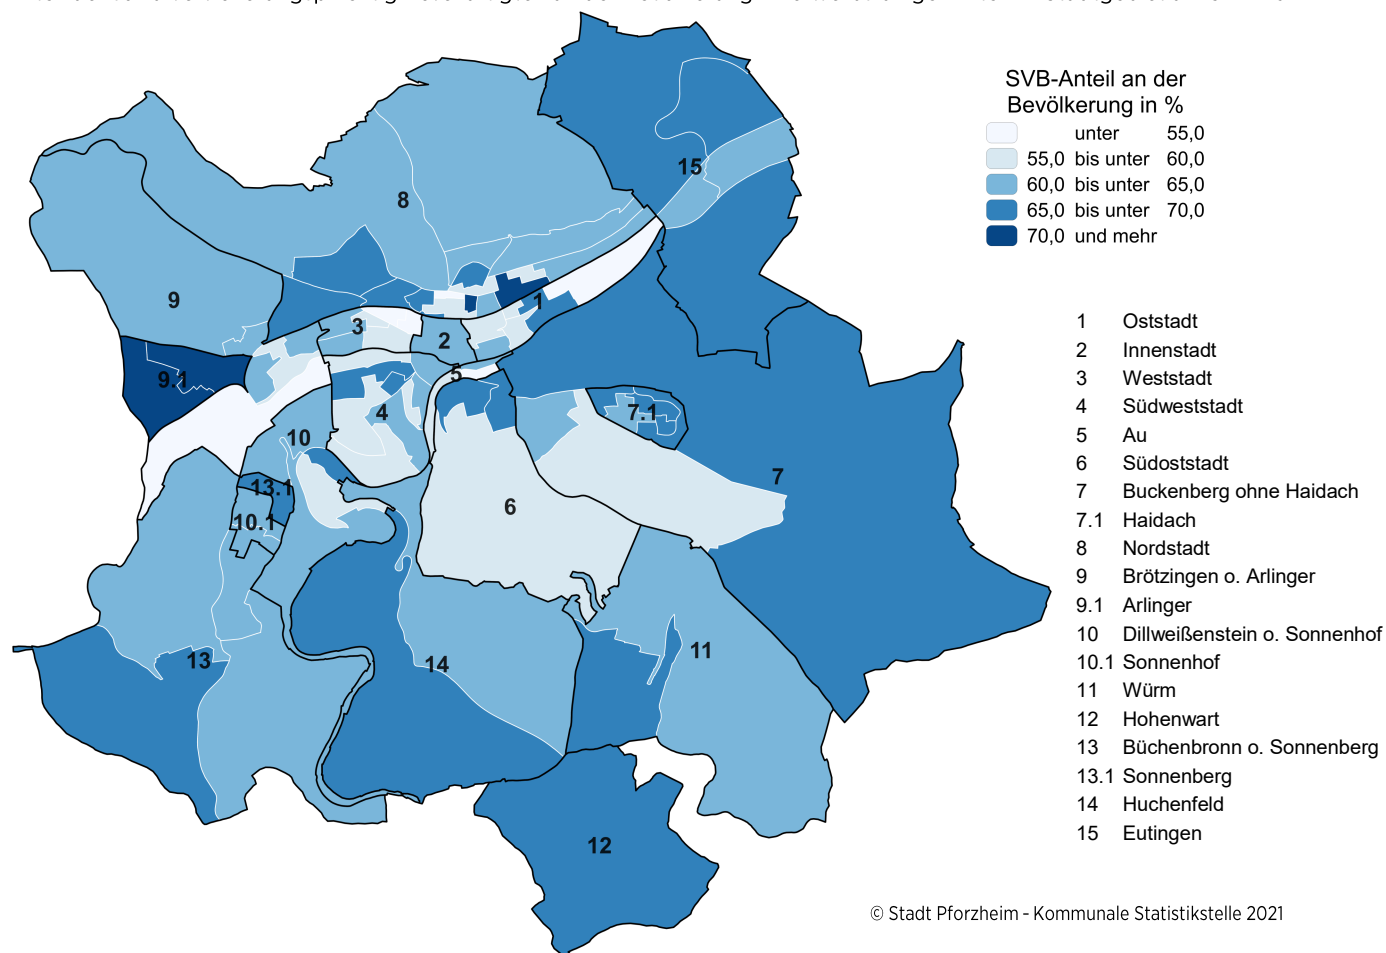 SVB-Anteil an der
Bevölkerung in %
unter 55,0
55,0 bis unter 60,0
60,0 bis unter 65,0
65,0 bis unter 70,0
70,0 und mehr
15
8
9
1
3
2
9.1
5
4
7.1
10
7
13.1
6
10.1
11
13
14
12
1 Oststadt
2 Innenstadt
3 Weststadt
4 Südweststadt
5 Au
6 Südoststadt
7 Buckenberg ohne Haidach
7.1 Haidach
8 Nordstadt
9 Brötzingen o. Arlinger
9.1 Arlinger
10 Dillweißenstein o. Sonnenhof
10.1 Sonnenhof
11 Würm
12 Hohenwart
13 Büchenbronn o. Sonnenberg
13.1 Sonnenberg
14 Huchenfeld
15 Eutingen
© Stadt Pforzheim - Kommunale Statistikstelle 2021